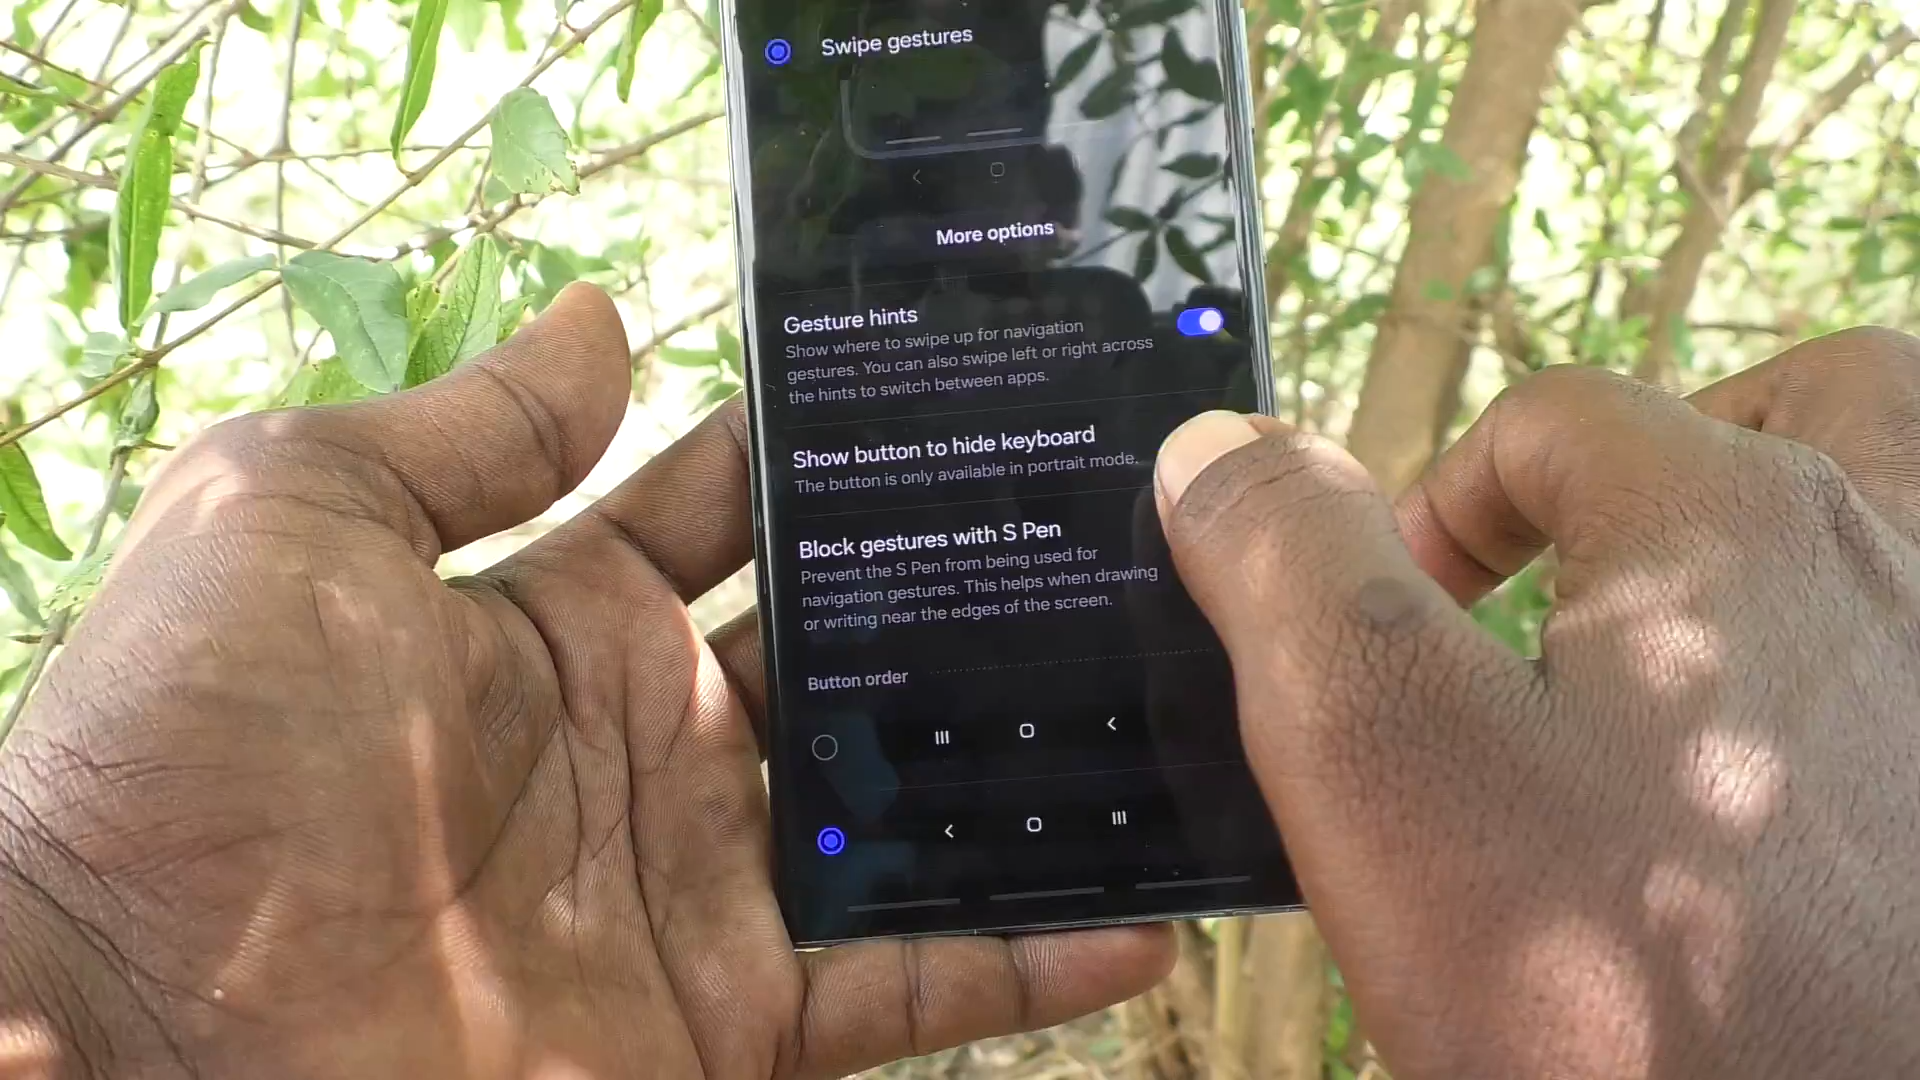 Swipe gestures
More options
Gesture hints
Show where to swipe up for navigation
gestures. You can also swipe left or right across
the hints to switch between apps.
Show button to hide keyboard
The button is only available in portrait mode.
Block gestures with S Pen
Prevent the S Pen from being used for
navigation gestures. This helps when drawing
or writing near the edges of the screen.
Button order